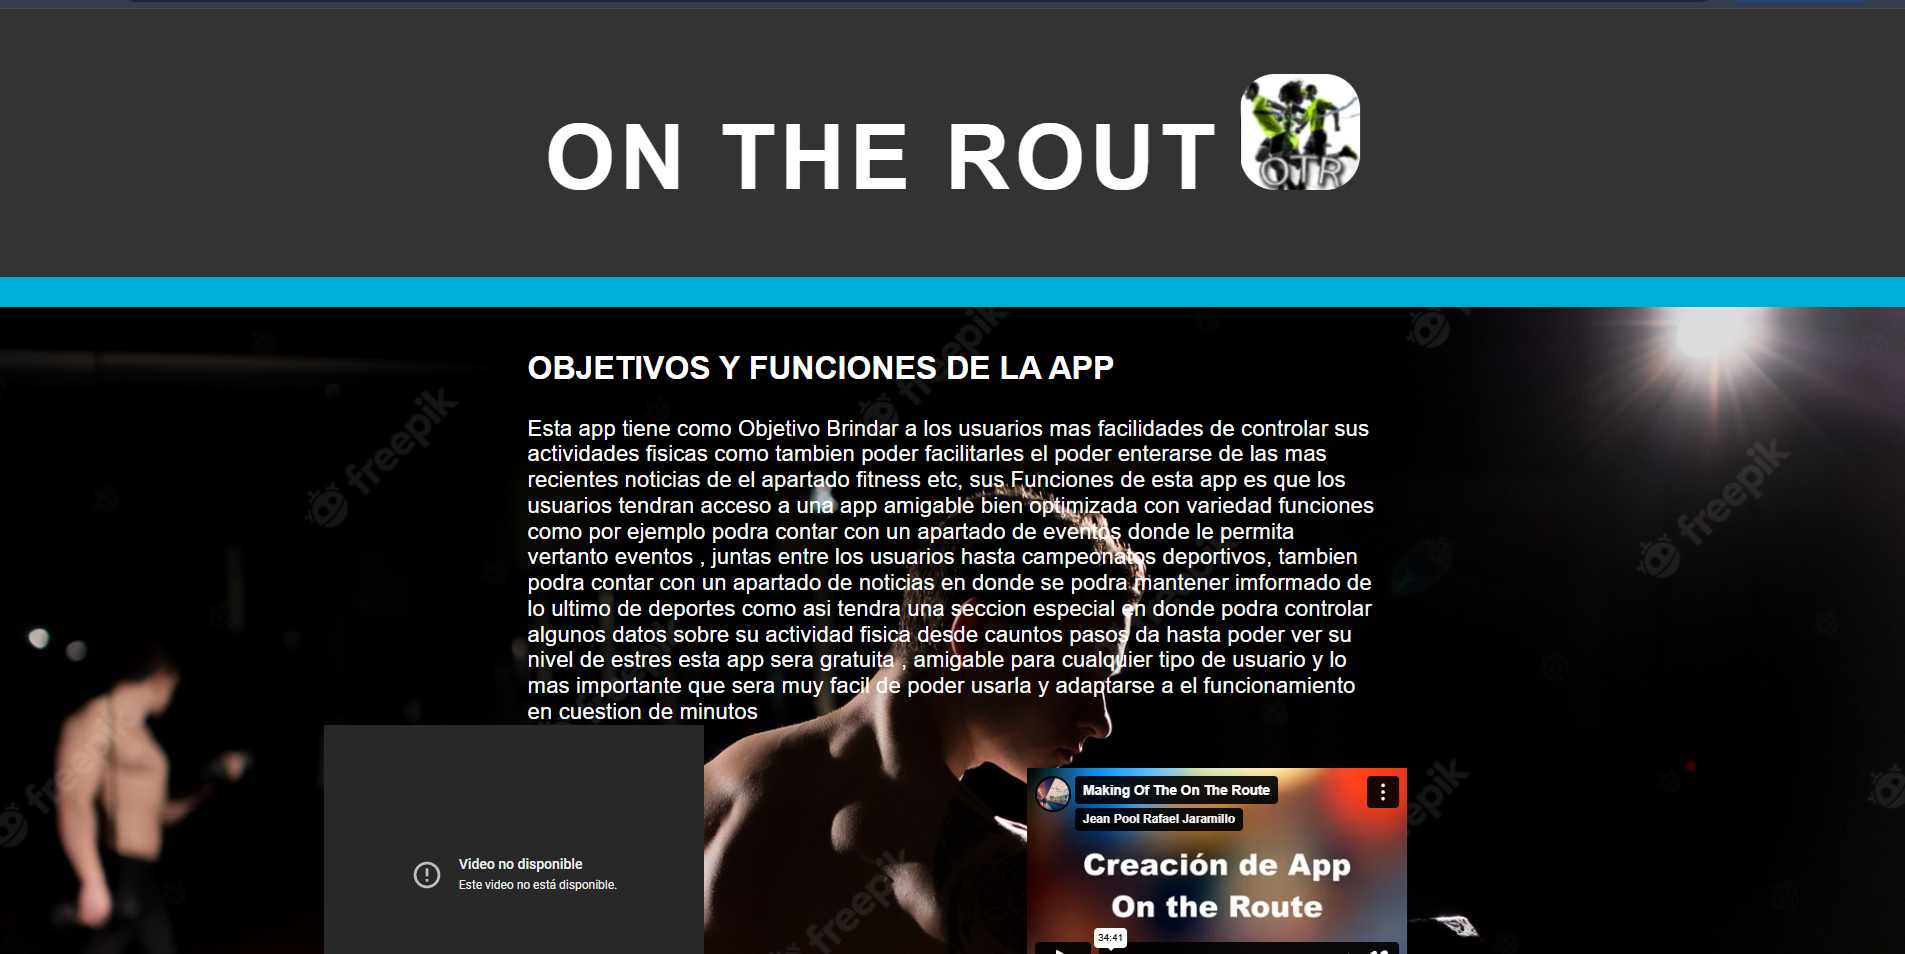 ON THE ROUT
OTR
OBJETIVOS Y FUNCIONES DE LA APP
Esta app tiene como Objetivo Brindar a los usuarios mas facilidades de controlar sus
actividades fisicas como tambien poder facilitarles el poder enterarse de las mas
recientes noticias de el apartado fitness etc, sus Funciones de esta app es que los
usuarios tendran acceso a una app amigable bien optimizada con variedad funciones
como por ejemplo podra contar con un apartado de eventos donde le permita
vertanto eventos , juntas entre los usuarios hasta campeonatos deportivos, tambien
podra contar con un apartado de noticias en donde se podra mantener imformado de
lo ultimo de deportes como asi tendra una seccion especial en donde podra controlar
algunos datos sobre su actividad fisica desde cauntos pasos da hasta poder ver su
nivel de estres esta app sera gratuita , amigable para cualquier tipo de usuario y lo
mas importante que sera muy facil de poder usarla y adaptarse a el funcionamiento
en cuestion de minutos
Video no disponible
Este video no está disponible.
Making Of The On The Route
Jean Pool Rafael Jaramillo
Creación de App
On the Route
34:41
freepik
freepik
freepik
freepik
freepik
freepik